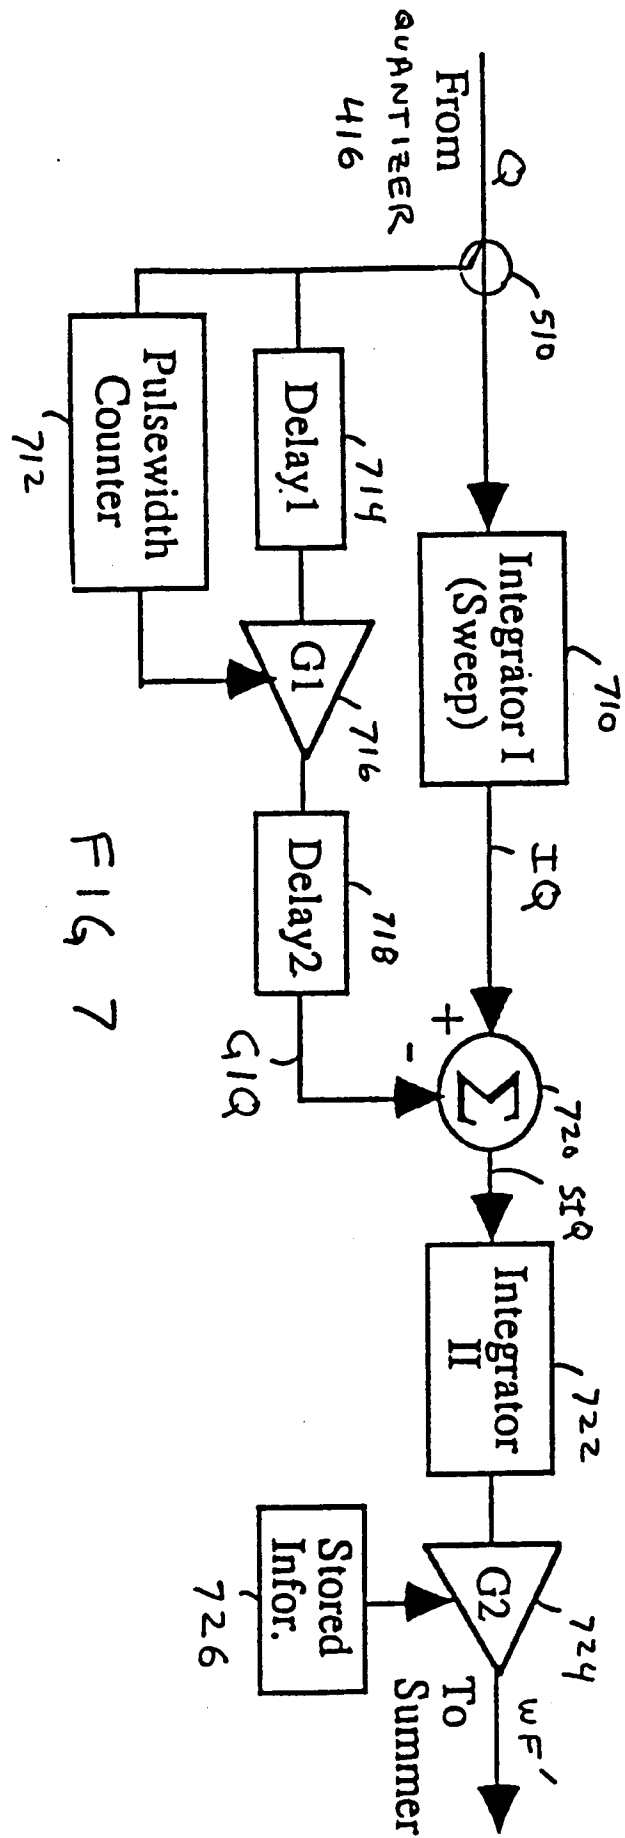 Q
From
QUANTIZER
416
510
Integrator I
(Sweep)
710
IQ
+
-
Σ
720
SIQ
Integrator
II
722
G2
724
WF'
To
Summer
Stored
Infor.
726
Delay1
714
G1
716
Delay2
718
G1Q
Pulsewidth
Counter
712
FIG 7